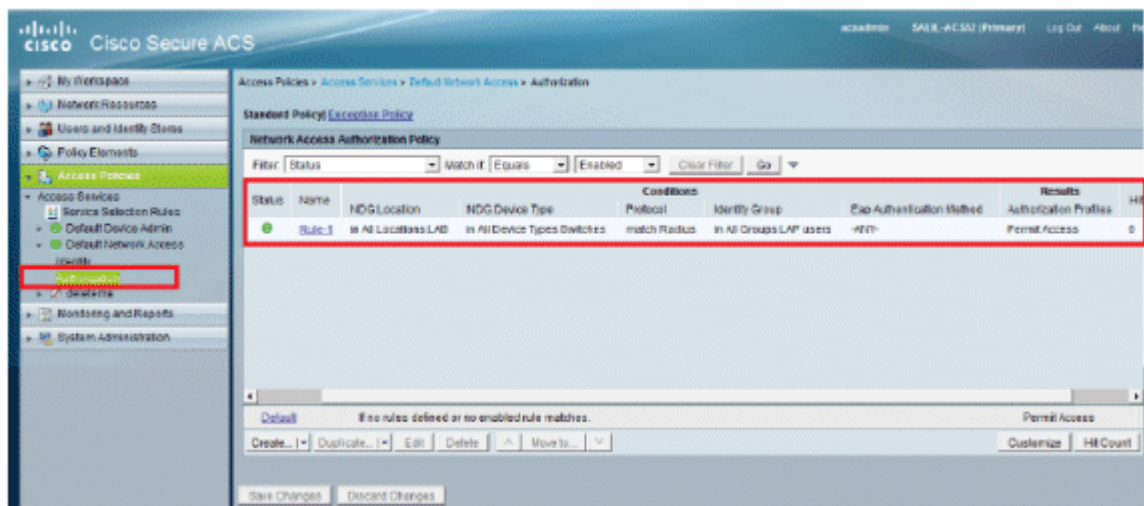 CISCO Cisco Secure ACS
acsadmin (Primary) Log Out About
My Workspace
Network Resources
Users and Identity Stores
Policy Elements
Access Policies
Access Services
Service Selection Rules
Default Device Admin
Default Network Access
Identity
Monitoring and Reports
System Administration
Access Policies > Access Services > Default Network Access > Authorization
Standard Policy| Exception Policy
Network Access Authorization Policy
Filter: Status Match if: Equals Enabled Clear Filter Go
Conditions Results
Status Name NDG:Location NDG:Device Type Protocol Identity Group Eap Authentication Method Authorization Profiles Hit
Rule-1 in All Locations:LAB in All Device Types:Switches match Radius in All Groups: users -ANY- Permit Access 0
Default If no rules defined or no enabled rule matches. Permit Access
Create... Duplicate... Edit Delete Move to... Customize Hit Count
Save Changes Discard Changes